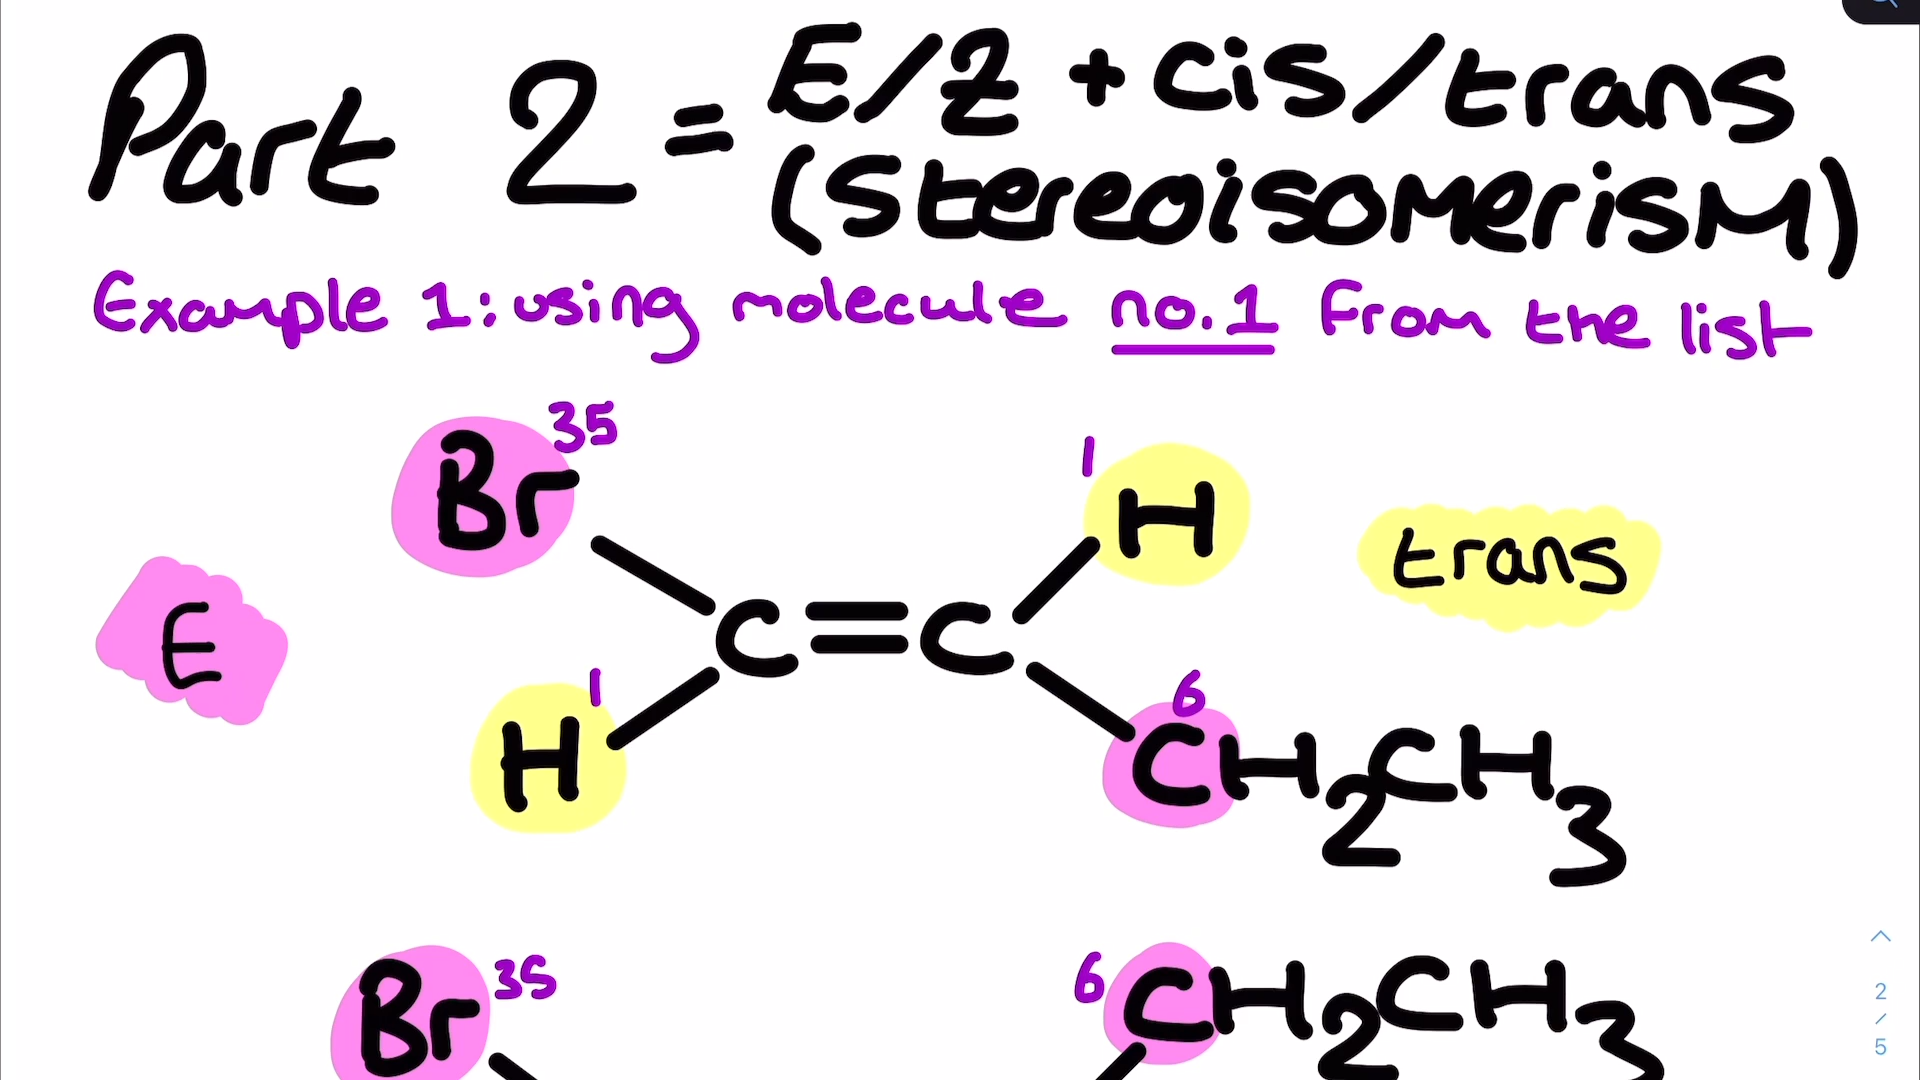 Part 2 = E/Z + cis/trans
(stereoisomerism)
Example 1: using molecule no.1 from the list
Br 35
1 H
trans
E
C=C
H 1
6
CH2CH3
Br 35
6 CH2CH3
2
/
5